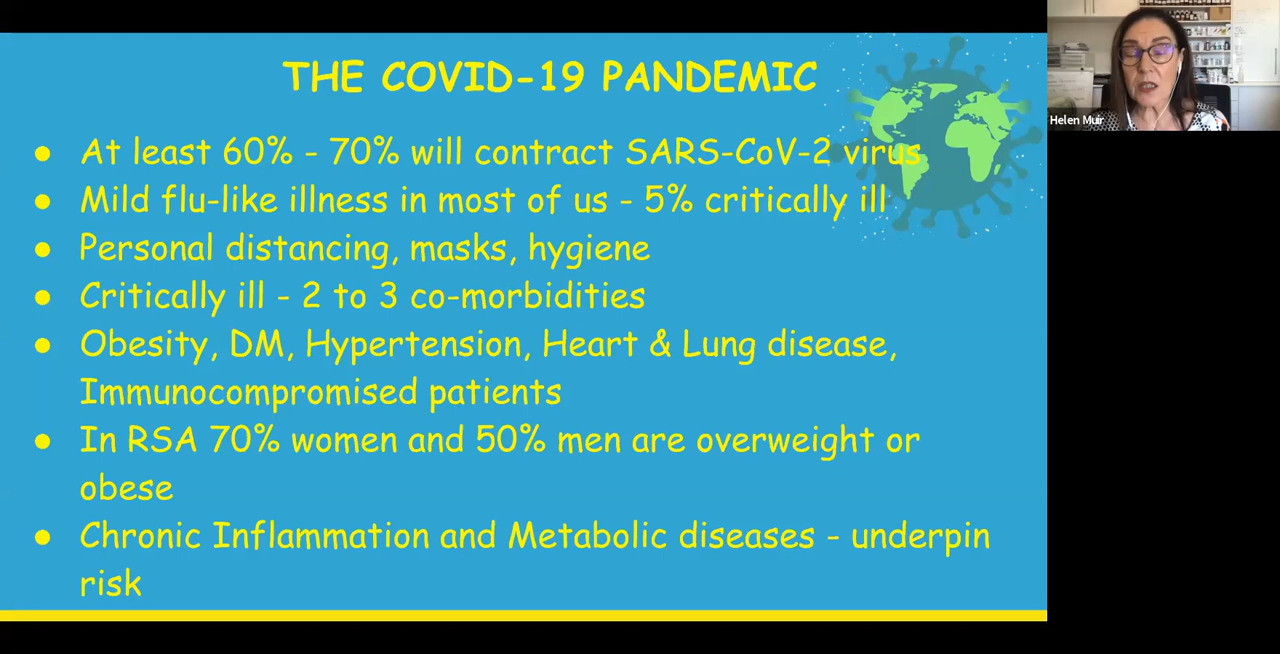 THE COVID-19 PANDEMIC
● At least 60% - 70% will contract SARS-CoV-2 virus
● Mild flu-like illness in most of us - 5% critically ill
● Personal distancing, masks, hygiene
● Critically ill - 2 to 3 co-morbidities
● Obesity, DM, Hypertension, Heart & Lung disease,
Immunocompromised patients
● In RSA 70% women and 50% men are overweight or
obese
● Chronic Inflammation and Metabolic diseases - underpin
risk
Helen Muir